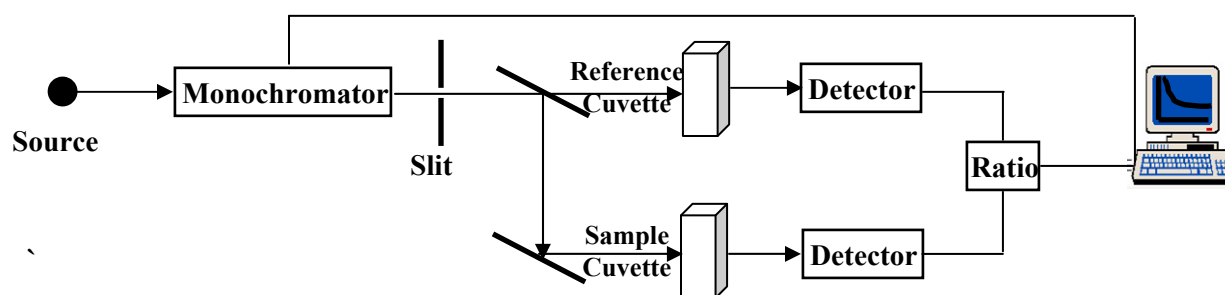 Source
Monochromator
Slit
Reference
Cuvette
Detector
Ratio
Sample
Cuvette
Detector
`